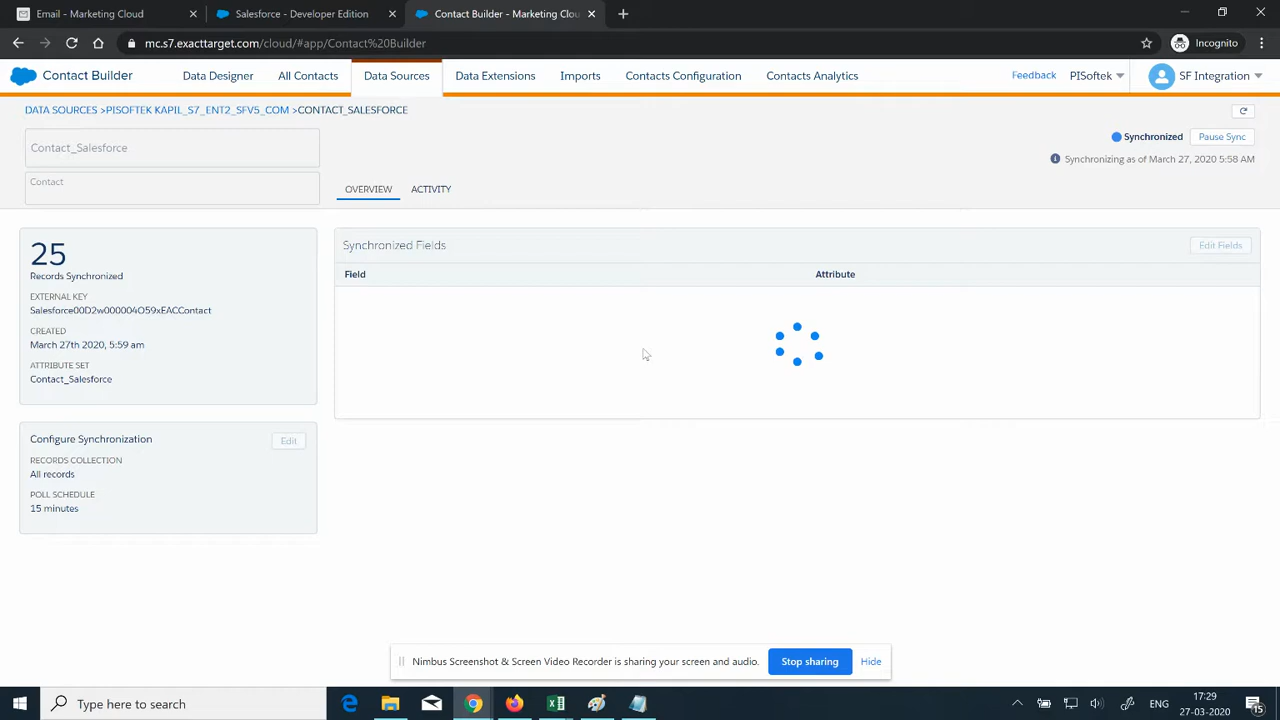 Email - Marketing Cloud
Salesforce - Developer Edition
Contact Builder - Marketing Clou
mc.s7.exacttarget.com/cloud/#app/Contact%20Builder
Incognito
Contact Builder
Data Designer
All Contacts
Data Sources
Data Extensions
Imports
Contacts Configuration
Contacts Analytics
Feedback
PISoftek
SF Integration
DATA SOURCES >PISOFTEK KAPIL_S7_ENT2_SFV5_COM >CONTACT_SALESFORCE
Contact_Salesforce
Synchronized
Pause Sync
Synchronizing as of March 27, 2020 5:58 AM
Contact
OVERVIEW
ACTIVITY
25
Records Synchronized
EXTERNAL KEY
Salesforce00D2w000004O59xEACContact
CREATED
March 27th 2020, 5:59 am
ATTRIBUTE SET
Contact_Salesforce
Synchronized Fields
Edit Fields
Field
Attribute
Configure Synchronization
Edit
RECORDS COLLECTION
All records
POLL SCHEDULE
15 minutes
Nimbus Screenshot & Screen Video Recorder is sharing your screen and audio.
Stop sharing
Hide
Type here to search
ENG
17:29
27-03-2020
15